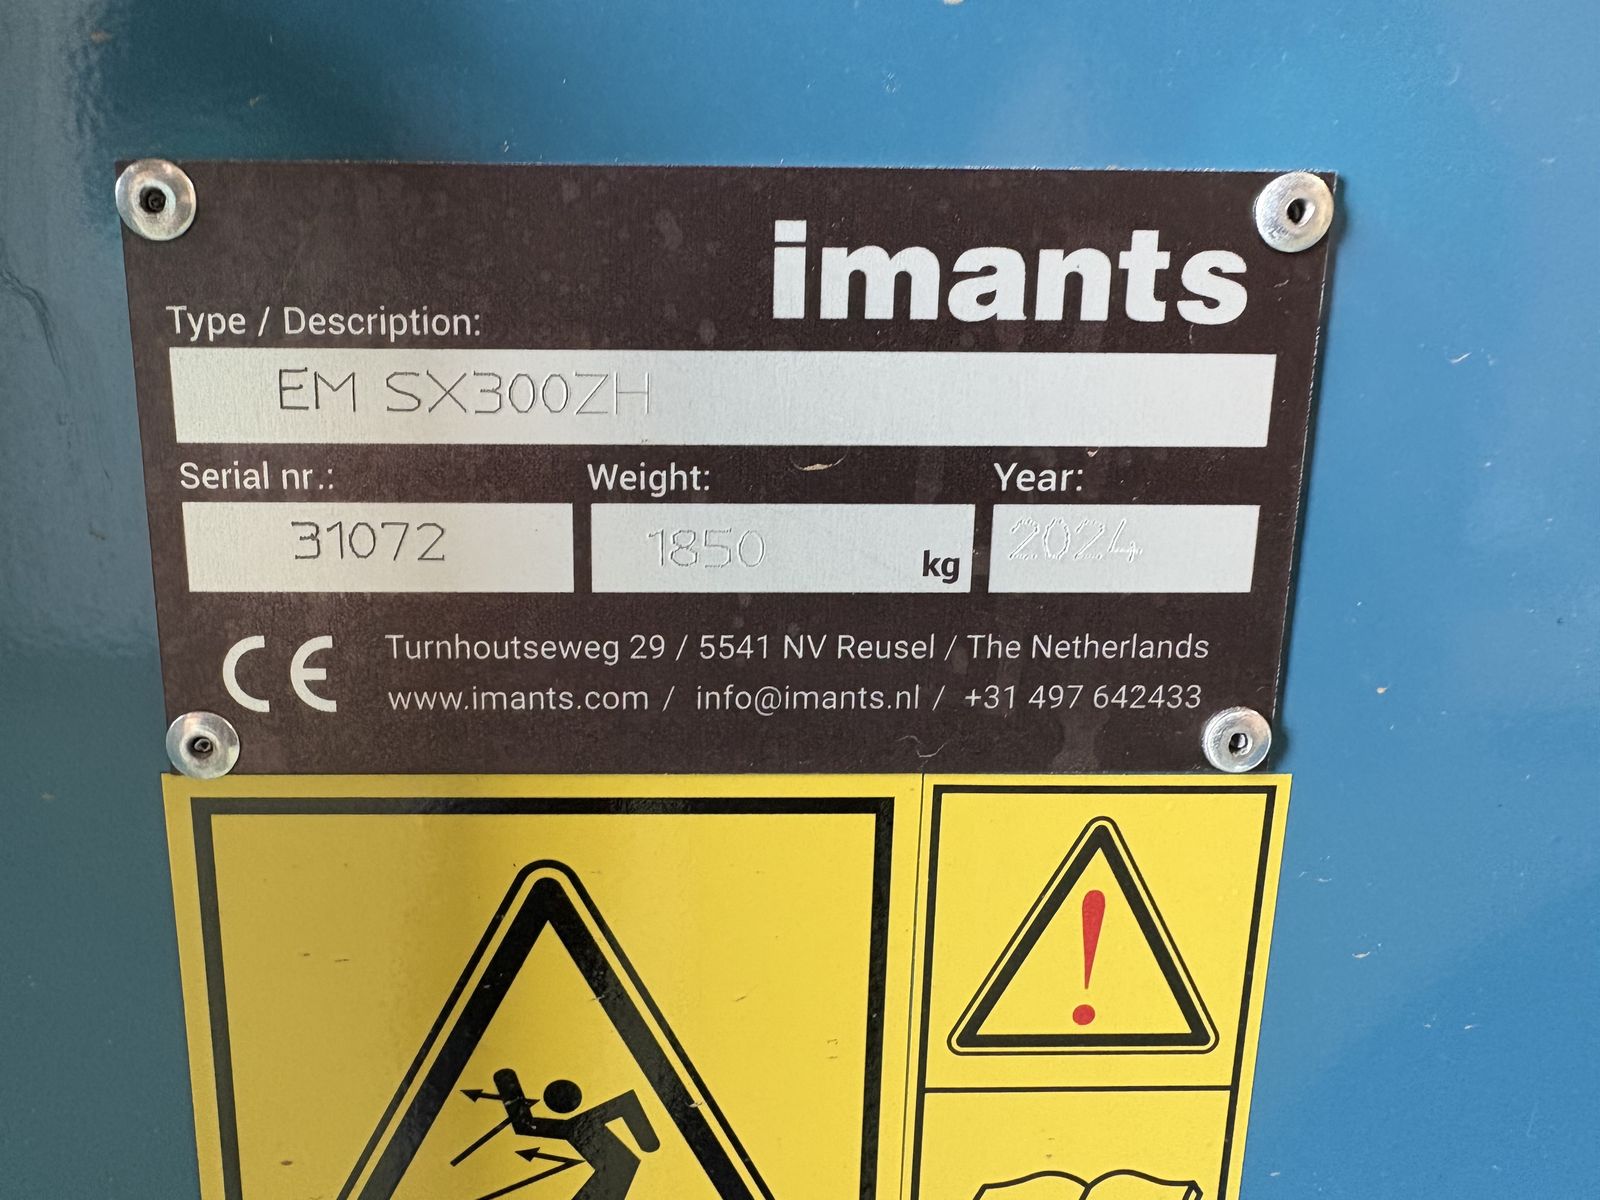 imants
Type / Description:
EM SX300ZH
Serial nr.: Weight: Year:
31072 1850 kg 2024
CE Turnhoutseweg 29 / 5541 NV Reusel / The Netherlands
www.imants.com / info@imants.nl / +31 497 642433
!